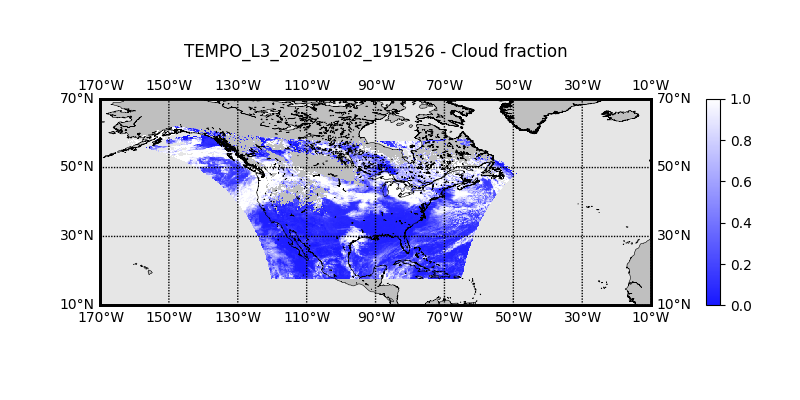 TEMPO_L3_20250102_191526 - Cloud fraction
170°W 150°W 130°W 110°W 90°W 70°W 50°W 30°W 10°W
70°N 70°N 1.0
0.8
50°N 50°N
0.6
0.4
30°N 30°N
0.2
10°N 10°N 0.0
170°W 150°W 130°W 110°W 90°W 70°W 50°W 30°W 10°W